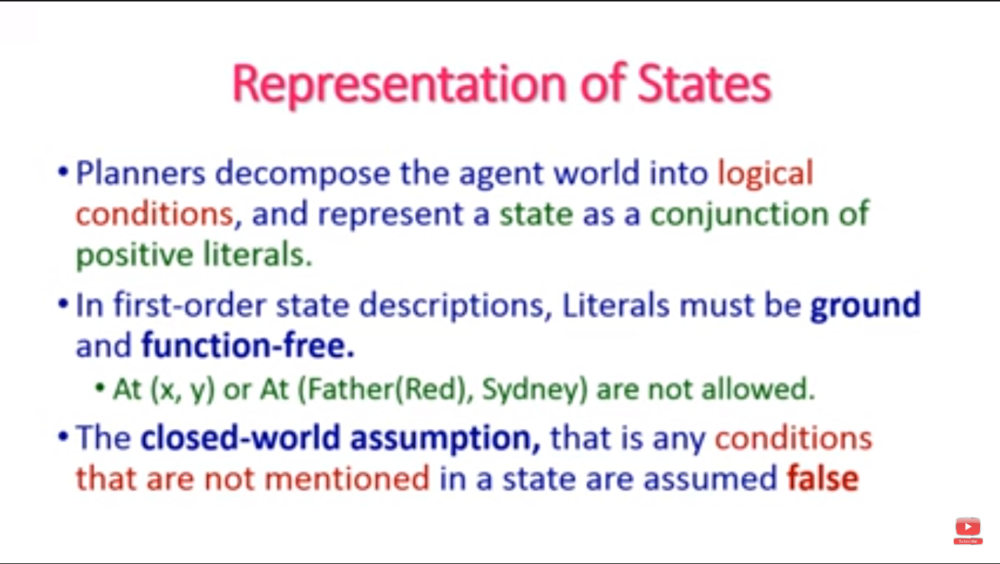 Representation of States
• Planners decompose the agent world into logical
conditions, and represent a state as a conjunction of
positive literals.
• In first-order state descriptions, Literals must be ground
and function-free.
• At (x, y) or At (Father(Red), Sydney) are not allowed.
• The closed-world assumption, that is any conditions
that are not mentioned in a state are assumed false
Subscribe